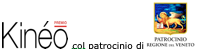 PREMIO
Kinéo col patrocinio di
PATROCINIO
REGIONE DEL VENETO